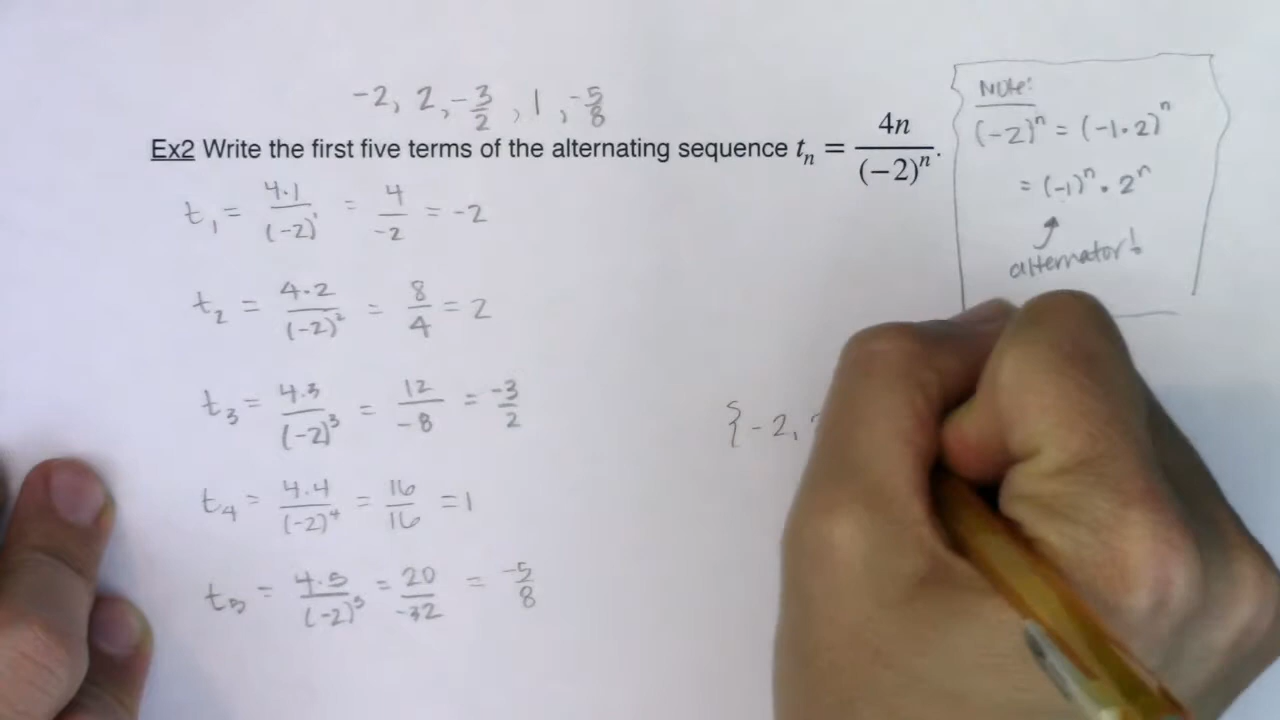 -2, 2, -3/2, 1, -5/8
Ex2 Write the first five terms of the alternating sequence tₙ = 4n/(−2)ⁿ.
t₁ = 4·1/(-2)¹ = 4/-2 = -2
t₂ = 4·2/(-2)² = 8/4 = 2
t₃ = 4·3/(-2)³ = 12/-8 = -3/2
t₄ = 4·4/(-2)⁴ = 16/16 = 1
t₅ = 4·5/(-2)⁵ = 20/-32 = -5/8
Note:
(-2)ⁿ = (-1·2)ⁿ
= (-1)ⁿ · 2ⁿ
alternator!
{-2,